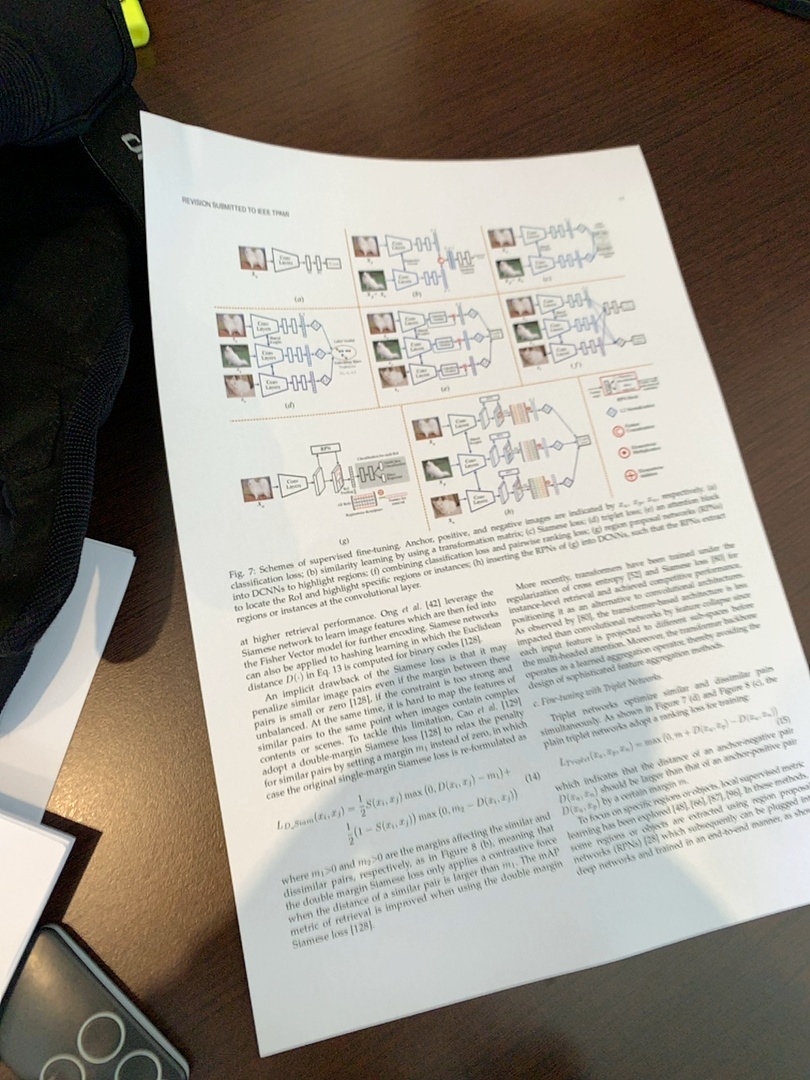 REVISION SUBMITTED TO IEEE TPAMI
(a)
(b)
(c)
(d)
(e)
(f)
(g)
(h)
RPN
Fig. 7: Schemes of supervised fine-tuning. Anchor, positive, and negative images are indicated by x_a, x_p, x_n, respectively. (a)
classification loss; (b) similarity learning by using a transformation matrix; (c) Siamese loss; (d) triplet loss; (e) an attention block
into DCNNs to highlight regions; (f) combining classification loss and pairwise ranking loss; (g) region proposal networks (RPNs)
to locate the RoI and highlight specific regions or instances; (h) inserting the RPNs of (g) into DCNNs, such that the RPNs extract
regions or instances at the convolutional layer.
at higher retrieval performance. Ong et al. [42] leverage the
Siamese network to learn image features which are then fed into
the Fisher Vector model for further encoding. Siamese networks
can also be applied to hashing learning in which the Euclidean
distance D(·) in Eq. 13 is computed for binary codes [128].
An implicit drawback of the Siamese loss is that it may
penalize similar image pairs even if the margin between these
pairs is small or zero [128], if the constraint is too strong and
unbalanced. At the same time, it is hard to map the features of
similar pairs to the same point when images contain complex
contents or scenes. To tackle this limitation, Cao et al. [129]
adopt a double-margin Siamese loss [128] to relax the penalty
for similar pairs by setting a margin m_1 instead of zero, in which
case the original single-margin Siamese loss is re-formulated as
L_{D_Siam}(x_i, x_j) = 1/2 S(x_i, x_j) max (0, D(x_i, x_j) − m_1) +
1/2 (1 − S(x_i, x_j)) max (0, m_2 − D(x_i, x_j)) (14)
where m_1>0 and m_2>0 are the margins affecting the similar and
dissimilar pairs, respectively, as in Figure 8 (b), meaning that
the double margin Siamese loss only applies a contrastive force
when the distance of a similar pair is larger than m_1. The mAP
metric of retrieval is improved when using the double margin
Siamese loss [128].
More recently, transformers have been trained under the
regularization of cross entropy [52] and Siamese loss [80] for
instance-level retrieval and achieved competitive performance,
positioning it as an alternative to convolutional architectures.
As observed by [80], the transformer-based architecture is less
impacted than convolutional networks by feature collapse since
each input feature is projected to different sub-spaces before
the multi-headed attention. Moreover, the transformer backbone
operates as a learned aggregation operator, thereby avoiding the
design of sophisticated feature aggregation methods.
c. Fine-tuning with Triplet Networks
Triplet networks optimize similar and dissimilar pairs
simultaneously. As shown in Figure 7 (d) and Figure 8 (c), the
plain triplet networks adopt a ranking loss for training:
L_{Triplet}(x_a, x_p, x_n) = max (0, m + D(x_a, x_p) − D(x_a, x_n)) (15)
which indicates that the distance of an anchor-negative pair
D(x_a, x_n) should be larger than that of an anchor-positive pair
D(x_a, x_p) by a certain margin m.
To focus on specific regions or objects, local supervised metric
learning has been explored [48], [66], [87], [96]. In these methods,
some regions or objects are extracted using region proposal
networks (RPNs) [28] which subsequently can be plugged
deep networks and trained in an end-to-end manner, as